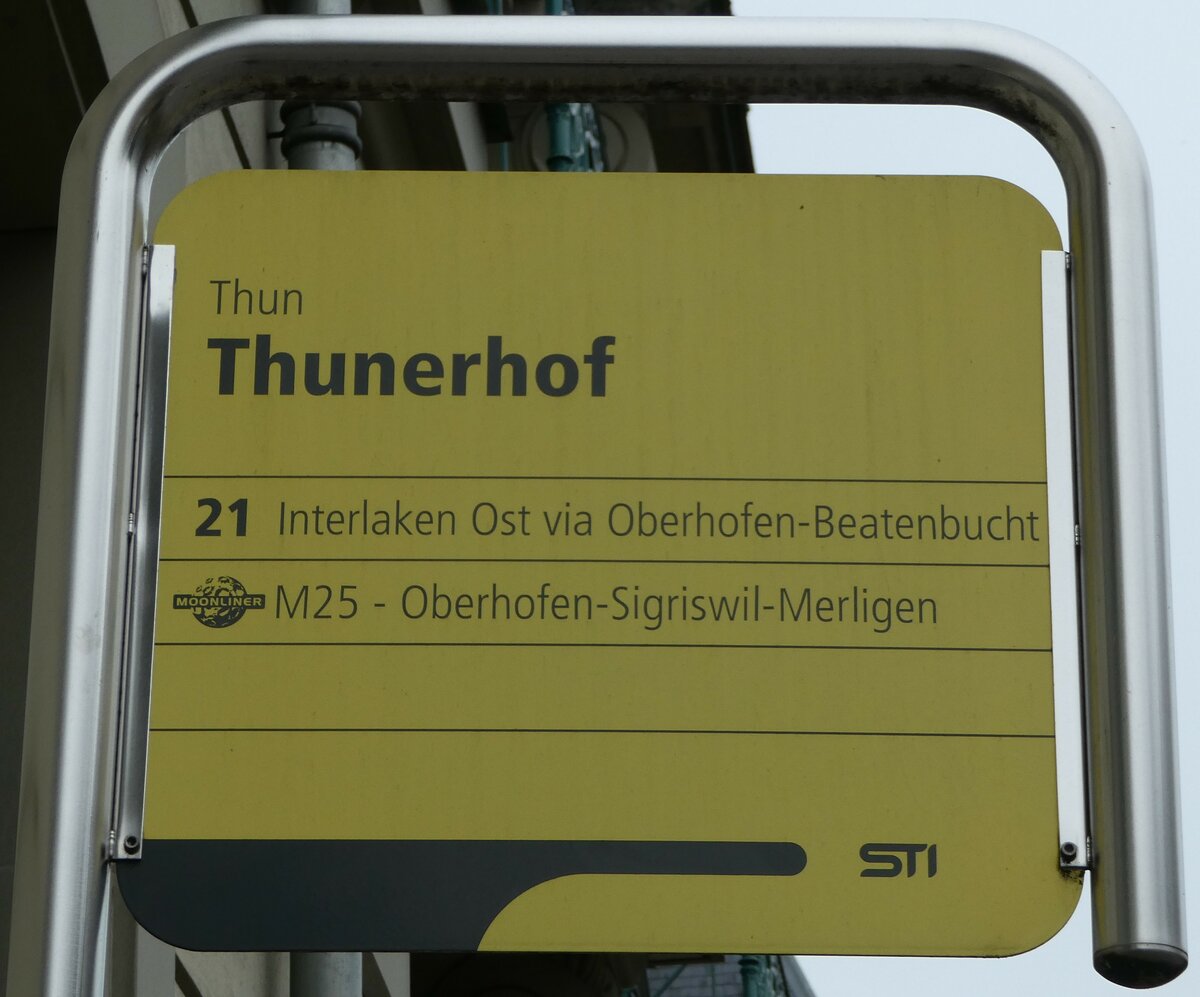 Thun
Thunerhof
21 Interlaken Ost via Oberhofen-Beatenbucht
MOONLINER M25 - Oberhofen-Sigriswil-Merligen
STI